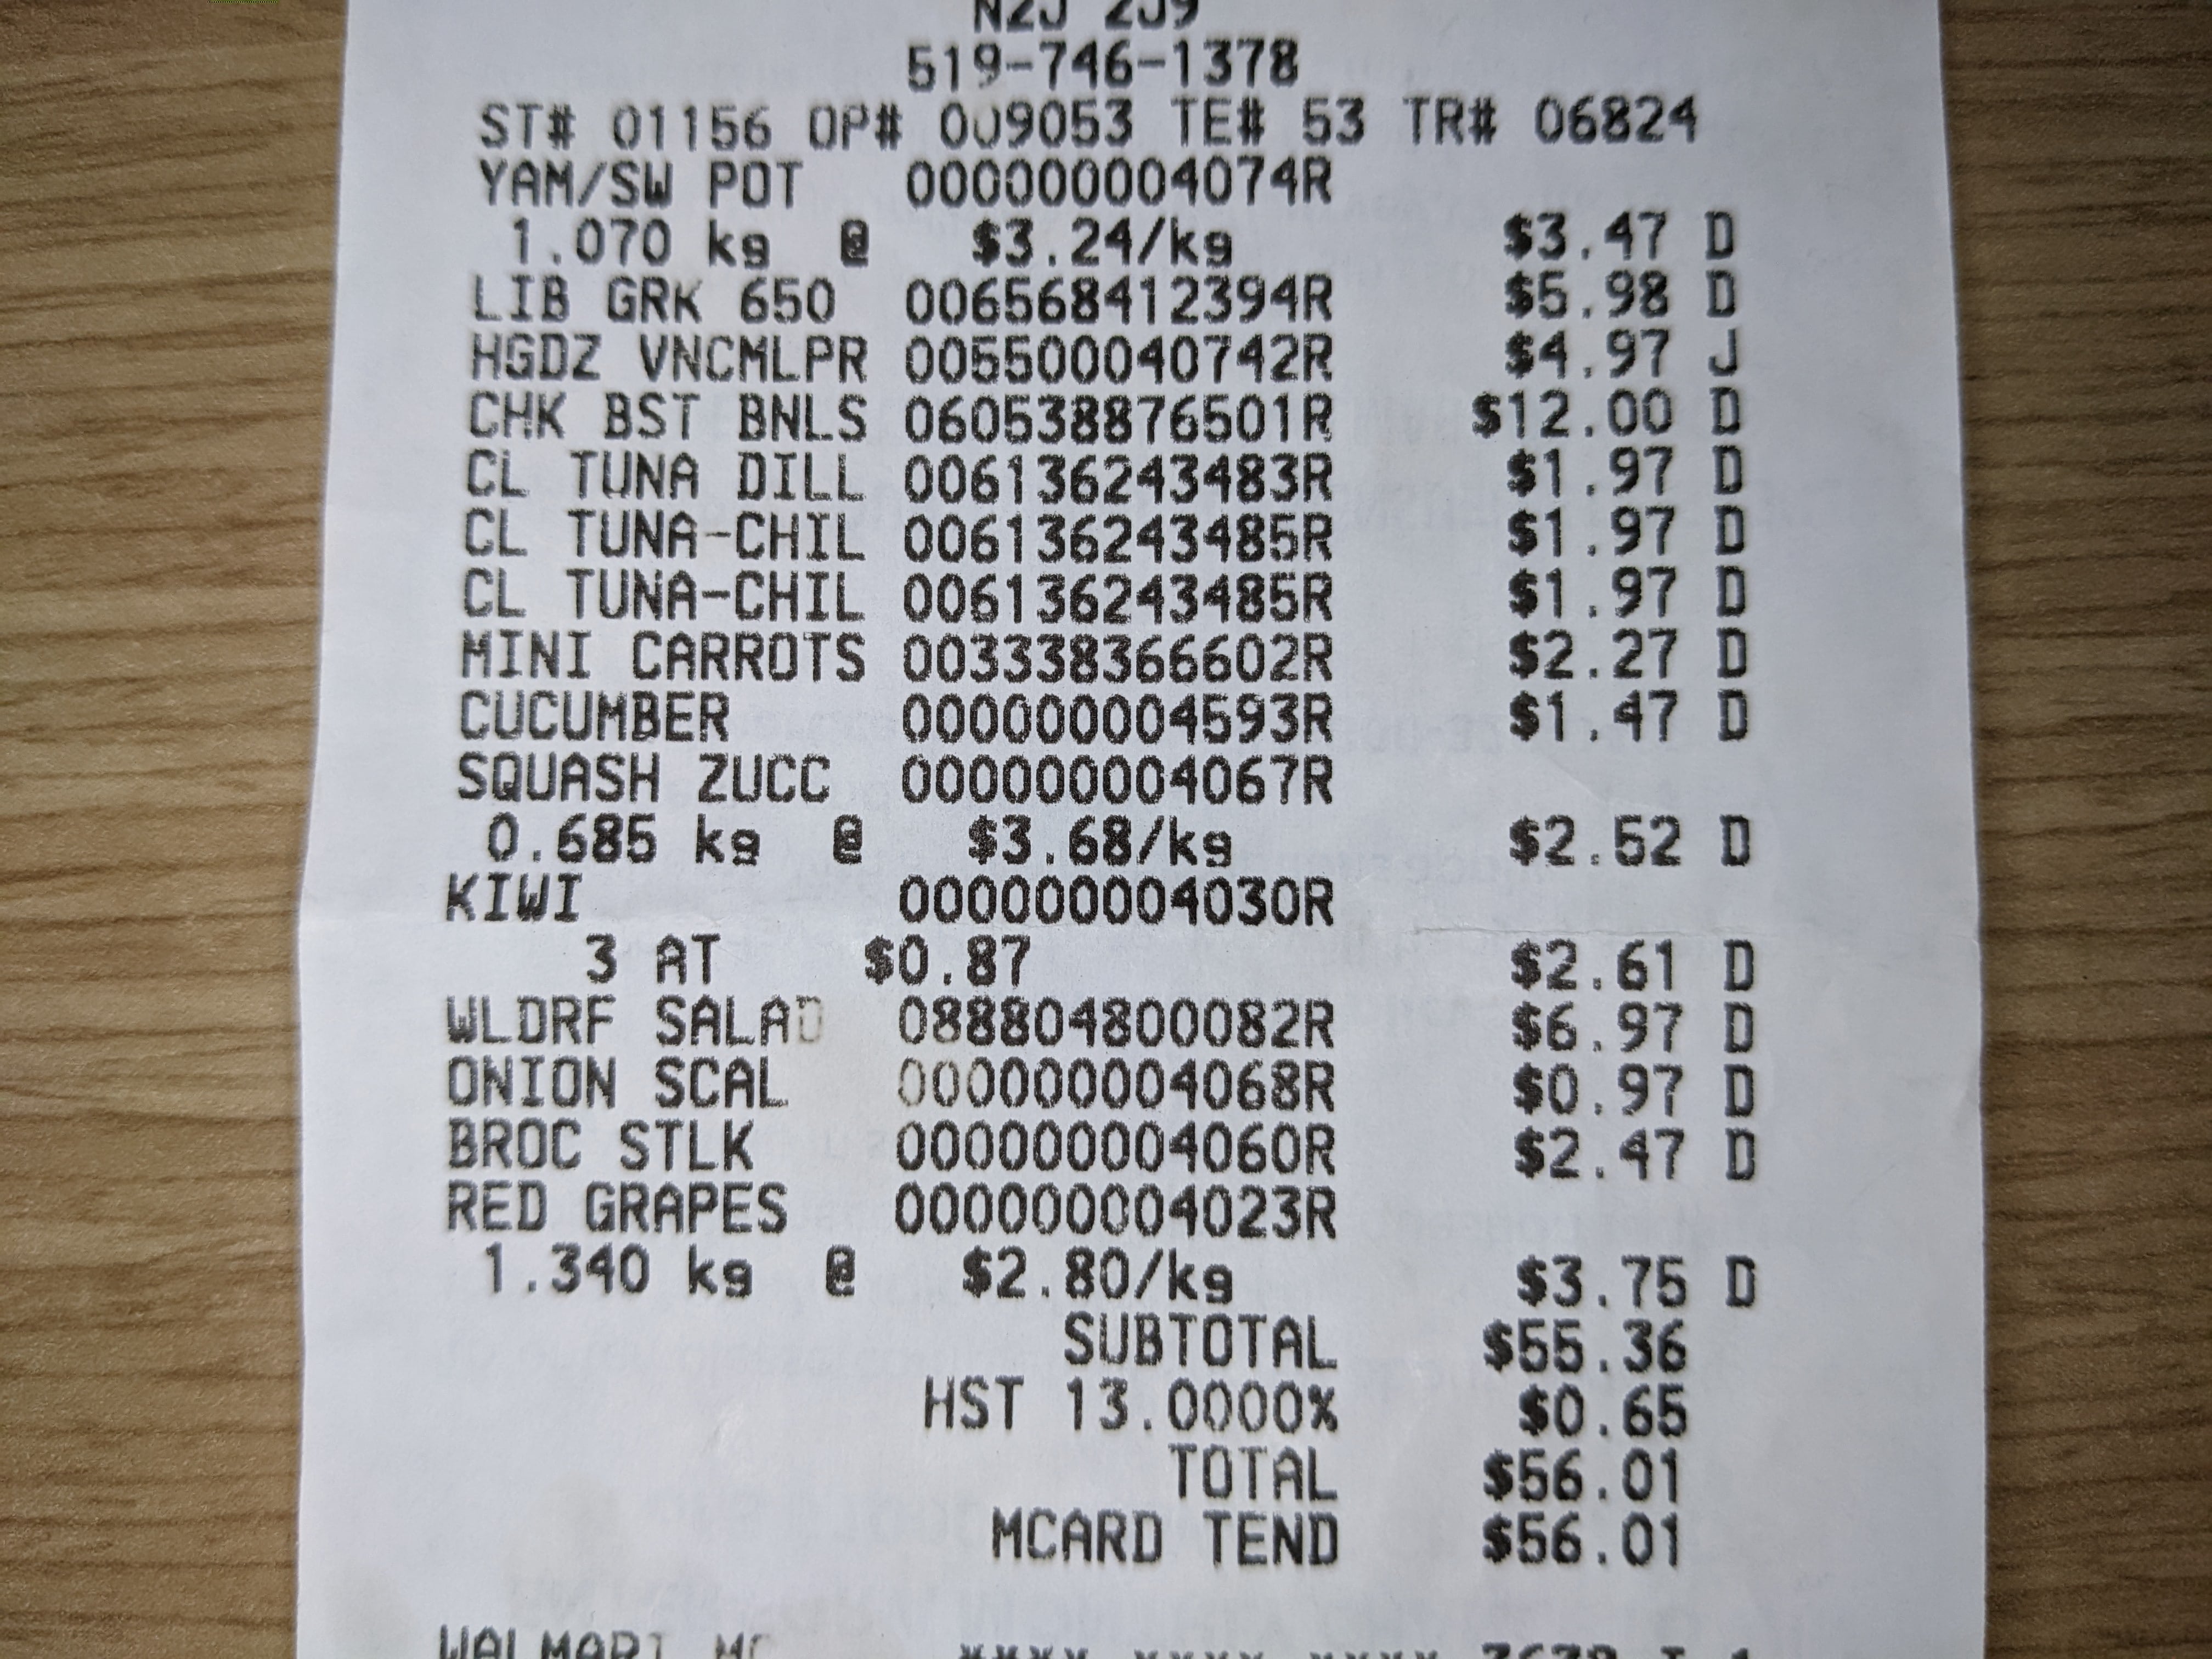 N2J 2J9
519-746-1378
ST# 01156 OP# 009053 TE# 53 TR# 06824
YAM/SW POT 000000004074R
1.070 kg @ $3.24/kg $3.47 D
LIB GRK 650 006568412394R $5.98 D
HGDZ VNCMLPR 005500040742R $4.97 J
CHK BST BNLS 060538876501R $12.00 D
CL TUNA DILL 006136243483R $1.97 D
CL TUNA-CHIL 006136243485R $1.97 D
CL TUNA-CHIL 006136243485R $1.97 D
MINI CARROTS 003338366602R $2.27 D
CUCUMBER 000000004593R $1.47 D
SQUASH ZUCC 000000004067R
0.685 kg @ $3.68/kg $2.52 D
KIWI 000000004030R
3 AT $0.87 $2.61 D
WLDRF SALAD 088804800082R $6.97 D
ONION SCAL 000000004068R $0.97 D
BROC STLK 000000004060R $2.47 D
RED GRAPES 000000004023R
1.340 kg @ $2.80/kg $3.75 D
SUBTOTAL $55.36
HST 13.0000% $0.65
TOTAL $56.01
MCARD TEND $56.01
WALMART MC **** **** ****